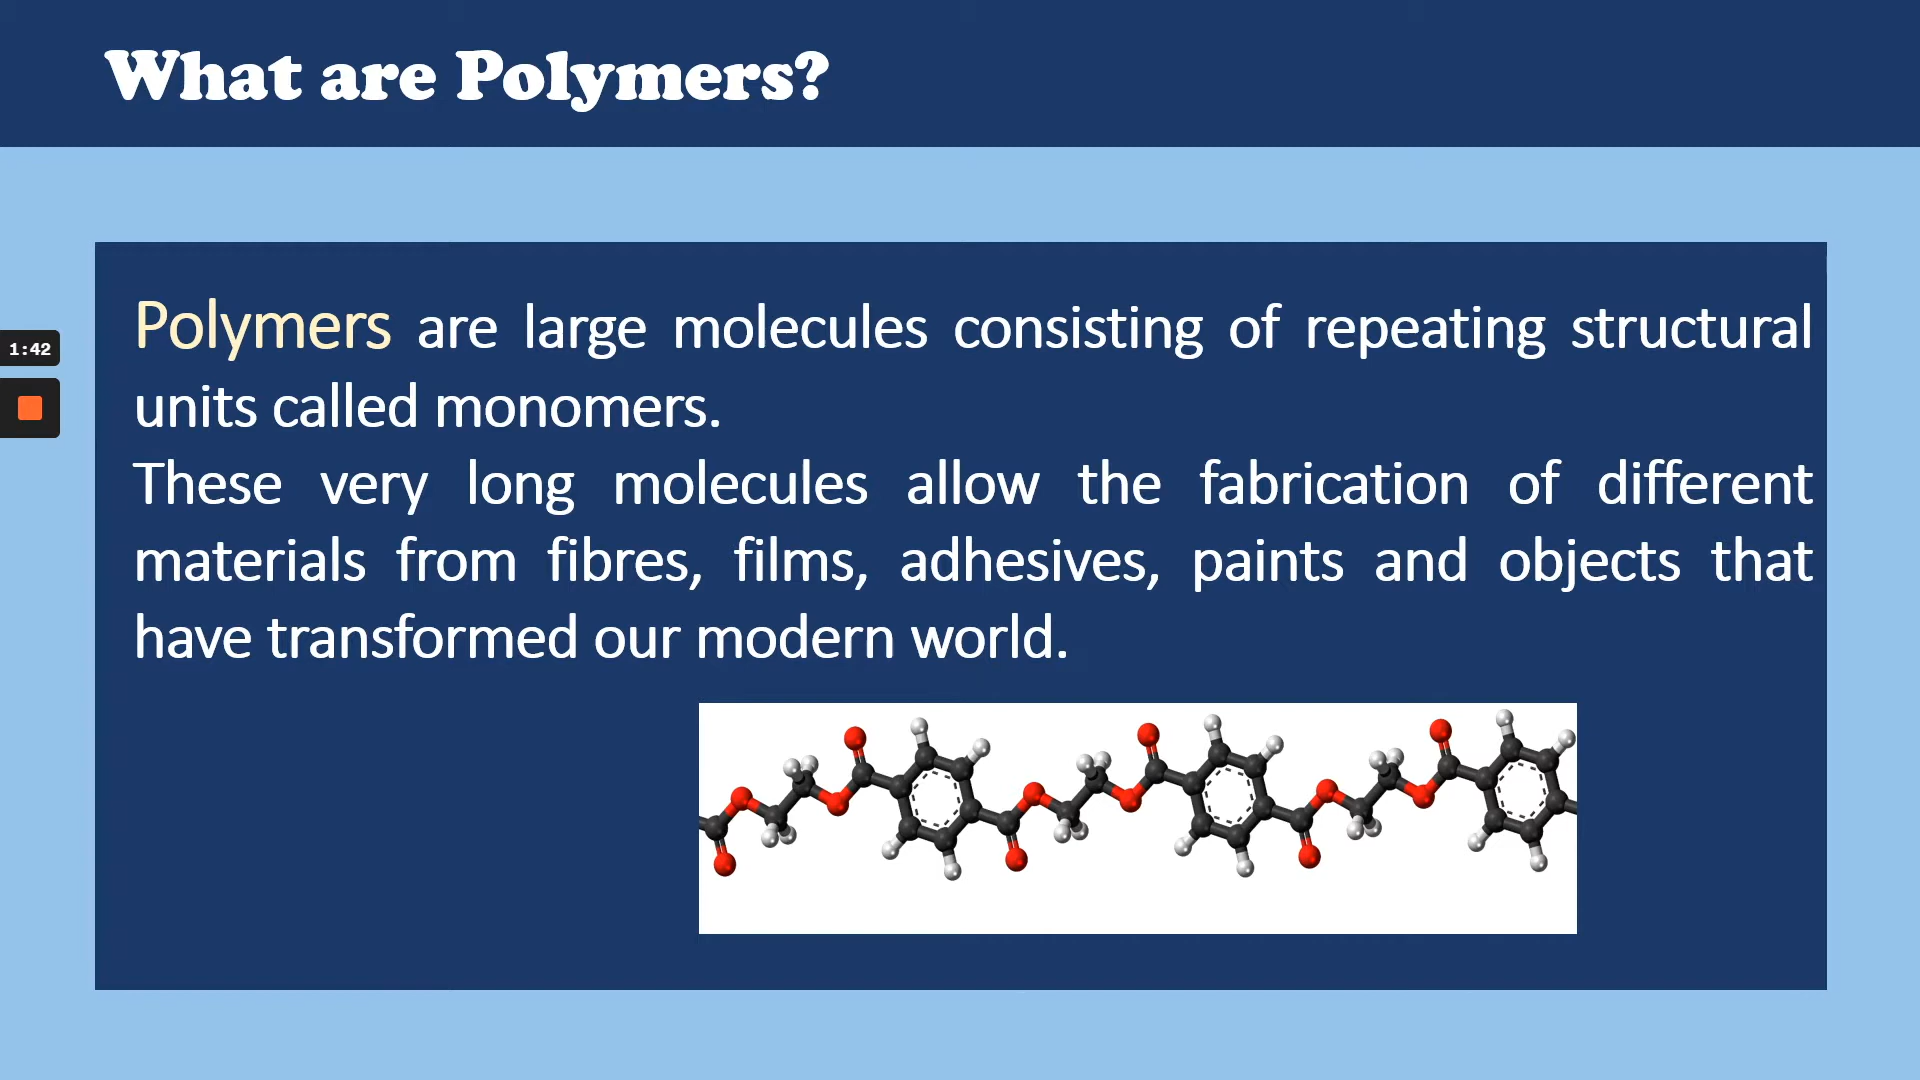 What are Polymers?
Polymers are large molecules consisting of repeating structural
units called monomers.
These very long molecules allow the fabrication of different
materials from fibres, films, adhesives, paints and objects that
have transformed our modern world.
1:42